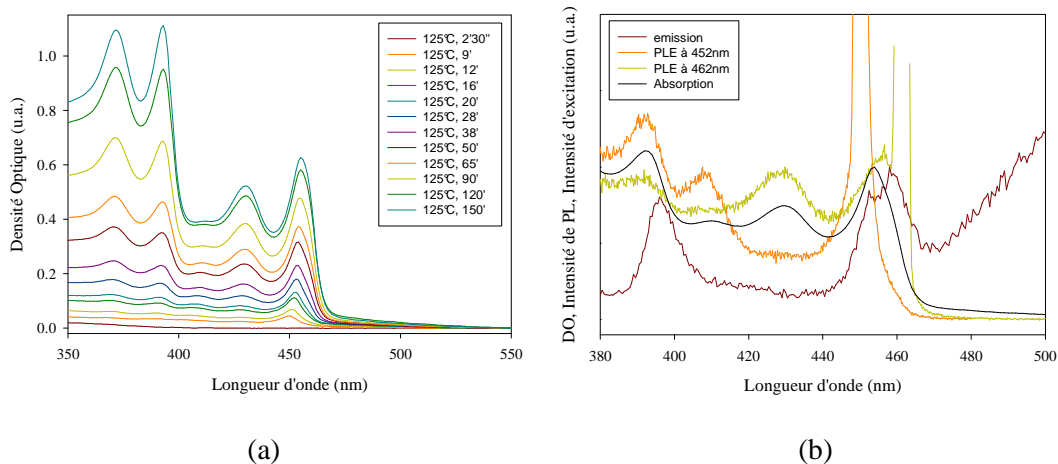 Densité Optique (u.a.)
1.0
0.8
0.6
0.4
0.2
0.0
350
400
450
500
550
Longueur d'onde (nm)
125°C, 2'30"
125°C, 9'
125°C, 12'
125°C, 16'
125°C, 20'
125°C, 28'
125°C, 38'
125°C, 50'
125°C, 65'
125°C, 90'
125°C, 120'
125°C, 150'
(a)
DO, Intensité de PL, Intensité d'excitation (u.a.)
emission
PLE à 452nm
PLE à 462nm
Absorption
380
400
420
440
460
480
500
Longueur d'onde (nm)
(b)